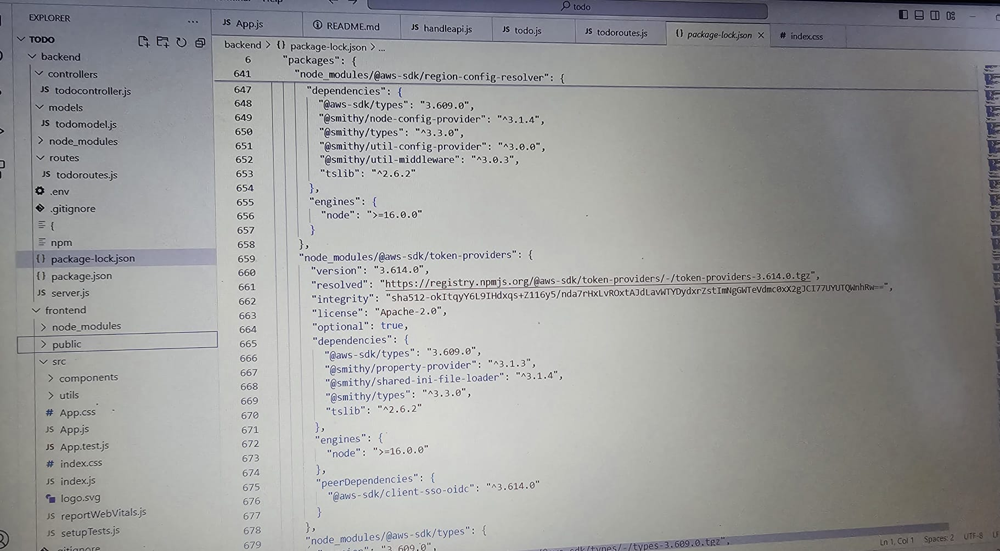 Help
todo
EXPLORER
...
TODO
backend
controllers
JS todocontroller.js
models
JS todomodel.js
node_modules
routes
JS todoroutes.js
.env
.gitignore
{
npm
{} package-lock.json
{} package.json
JS server.js
frontend
node_modules
public
src
components
utils
# App.css
JS App.js
JS App.test.js
# index.css
JS index.js
logo.svg
JS reportWebVitals.js
JS setupTests.js
.gitignore
JS App.js
README.md
JS handleapi.js
JS todo.js
JS todoroutes.js
{} package-lock.json ×
# index.css
backend > {} package-lock.json > ...
6 "packages": {
641 "node_modules/@aws-sdk/region-config-resolver": {
647 "dependencies": {
648 "@aws-sdk/types": "3.609.0",
649 "@smithy/node-config-provider": "^3.1.4",
650 "@smithy/types": "^3.3.0",
651 "@smithy/util-config-provider": "^3.0.0",
652 "@smithy/util-middleware": "^3.0.3",
653 "tslib": "^2.6.2"
654 },
655 "engines": {
656 "node": ">=16.0.0"
657 }
658 },
659 "node_modules/@aws-sdk/token-providers": {
660 "version": "3.614.0",
661 "resolved": "https://registry.npmjs.org/@aws-sdk/token-providers/-/token-providers-3.614.0.tgz",
662 "integrity": "sha512-okItqyY6L9IHdxqs+Z116y5/nda7rHxLvROxtAJdLavWTYDydxrZstImNgGWTeVdmc0xX2gJCI77UYUTQWnhRw==",
663 "license": "Apache-2.0",
664 "optional": true,
665 "dependencies": {
666 "@aws-sdk/types": "3.609.0",
667 "@smithy/property-provider": "^3.1.3",
668 "@smithy/shared-ini-file-loader": "^3.1.4",
669 "@smithy/types": "^3.3.0",
670 "tslib": "^2.6.2"
671 },
672 "engines": {
673 "node": ">=16.0.0"
674 },
675 "peerDependencies": {
676 "@aws-sdk/client-sso-oidc": "^3.614.0"
677 }
678 },
679 "node_modules/@aws-sdk/types": {
"3.609.0",
sdk/types/-/types-3.609.0.tgz",
Ln 1, Col 1 Spaces: 2 UTF-8 LF